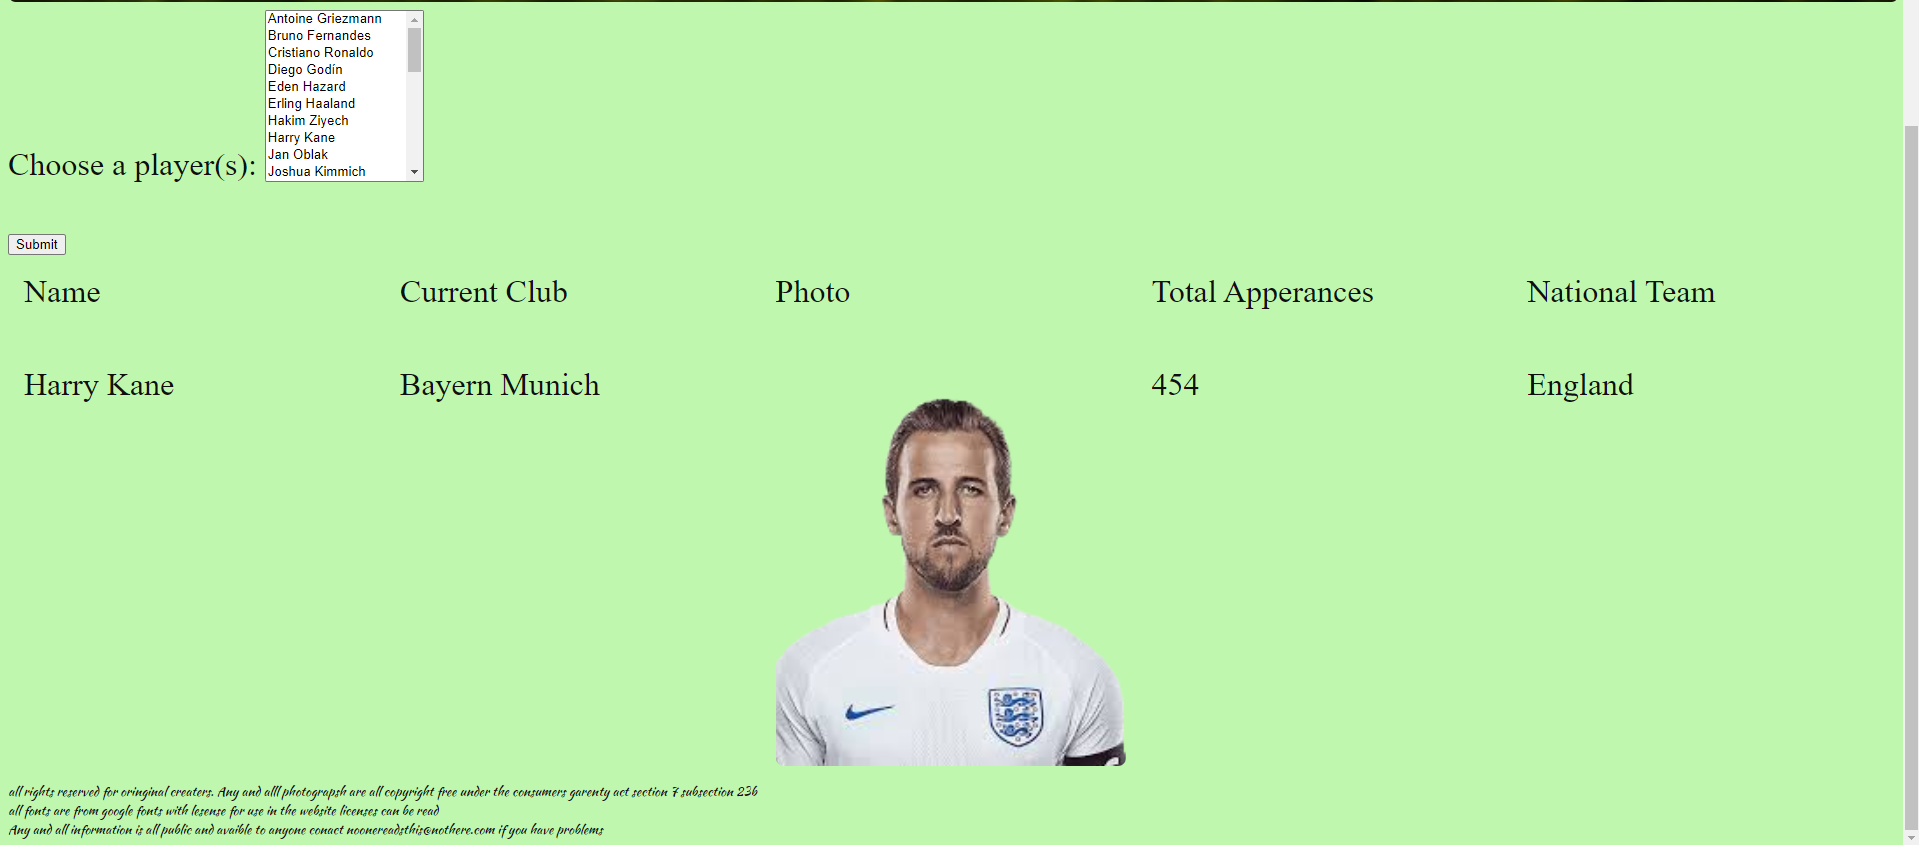 Antoine Griezmann
Bruno Fernandes
Cristiano Ronaldo
Diego Godín
Eden Hazard
Erling Haaland
Hakim Ziyech
Harry Kane
Jan Oblak
Joshua Kimmich
Choose a player(s):
Submit
Name Current Club Photo Total Apperances National Team
Harry Kane Bayern Munich 454 England
all rights reserved for oringinal creaters. Any and alll photograpsh are all copyright free under the consumers garenty act section 7 subsection 23b
all fonts are from google fonts with lesense for use in the website licenses can be read
Any and all information is all public and avaible to anyone conact noonereadsthis@nothere.com if you have problems